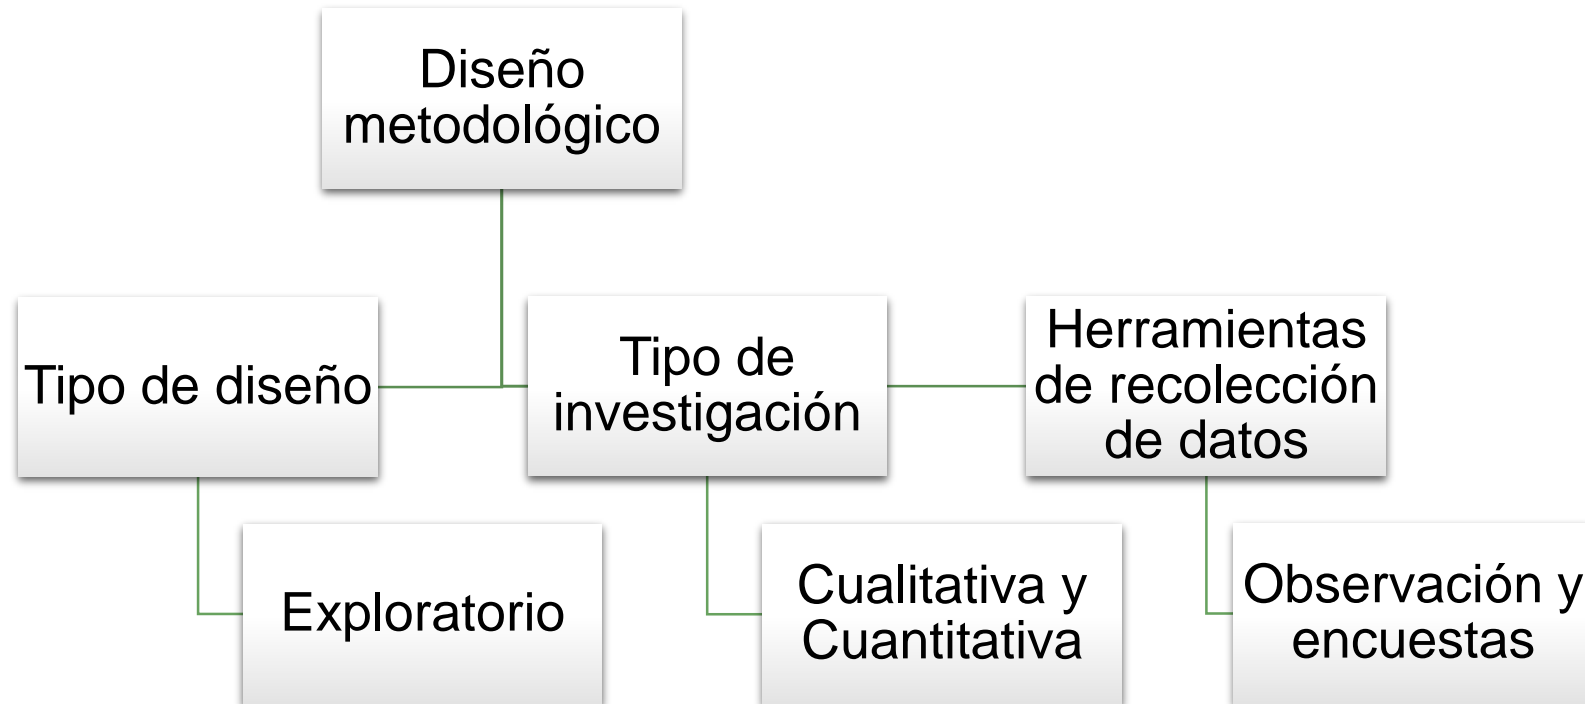 Diseño
metodológico
Tipo de diseño
Tipo de
investigación
Herramientas
de recolección
de datos
Exploratorio
Cualitativa y
Cuantitativa
Observación y
encuestas